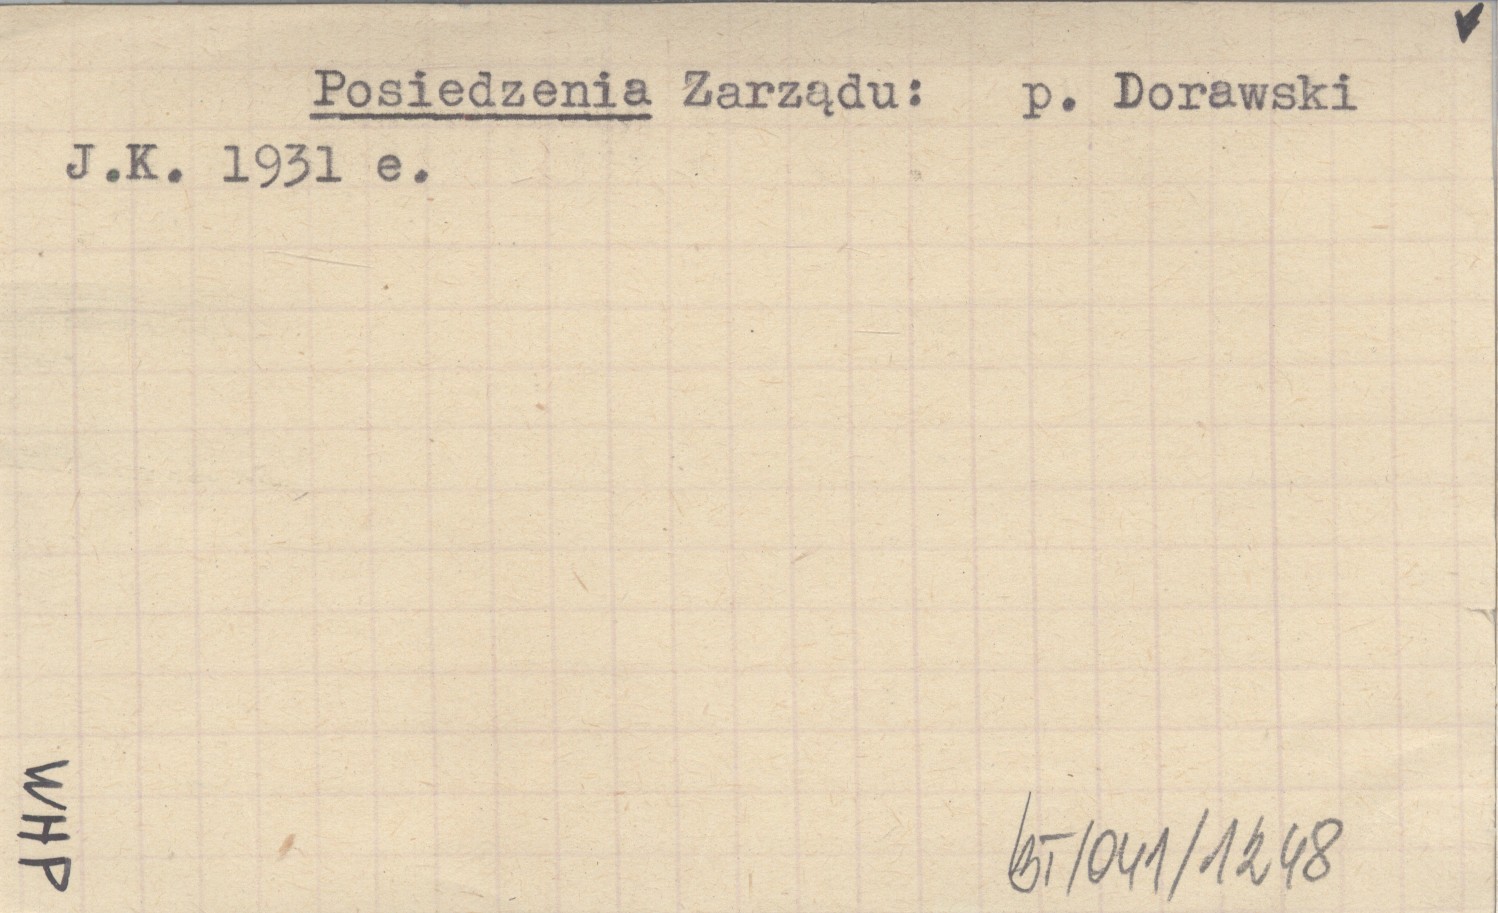 Posiedzenia Zarządu: p. Dorawski
J.K. 1931 e.
WHP
BT/041/1248